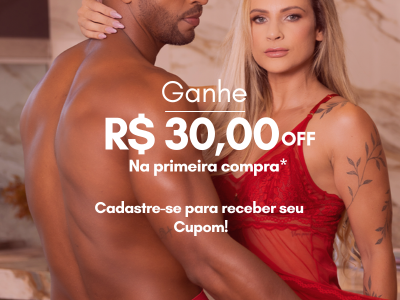 Ganhe
R$ 30,00 OFF
Na primeira compra*
Cadastre-se para receber seu
Cupom!